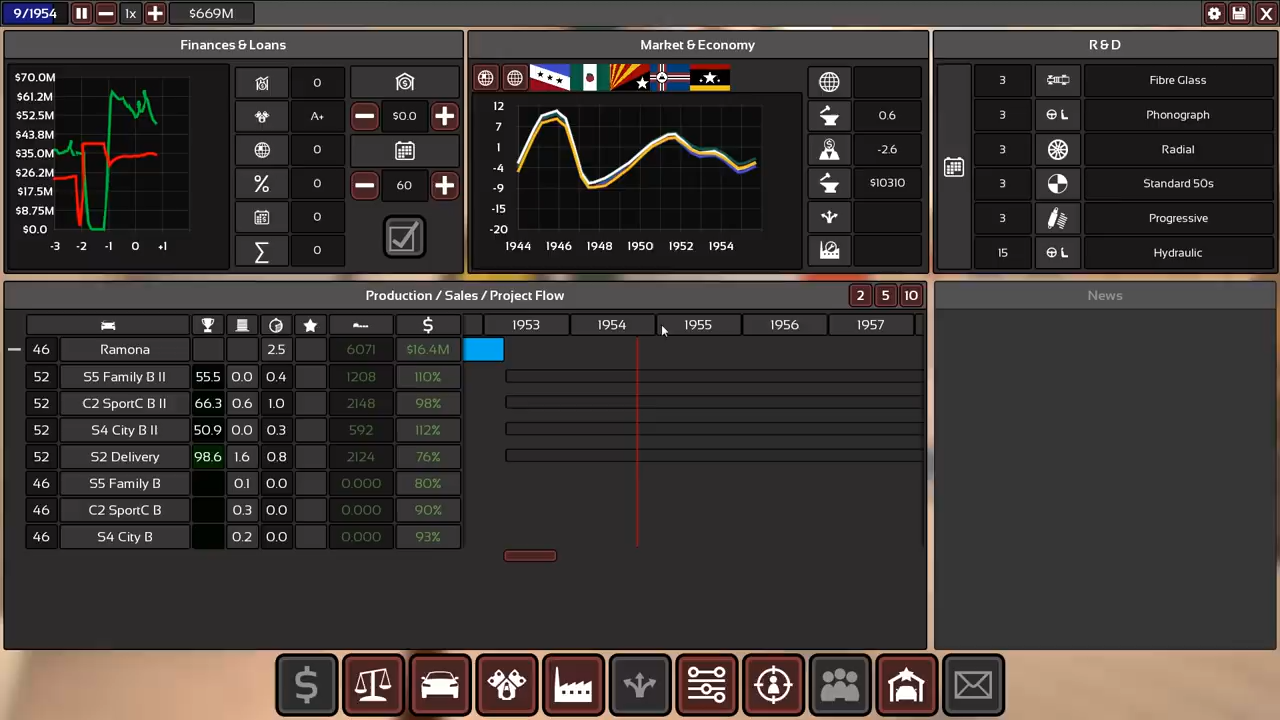 9/1954 1x $669M
Finances & Loans
$70.0M
$61.2M
$52.5M
$43.8M
$35.0M
$26.2M
$17.5M
$8.75M
$0.0
-3 -2 -1 0 +1
0
A+ $0.0
0
0 60
0
0
Market & Economy
12
7
1
-4
-9
-15
-20
1944 1946 1948 1950 1952 1954
0.6
-2.6
$10310
R & D
3 Fibre Glass
3 L Phonograph
3 Radial
3 Standard 50s
3 Progressive
15 L Hydraulic
Production / Sales / Project Flow 2 5 10
$ 1953 1954 1955 1956 1957
46 Ramona 2.5 6071 $16.4M
52 S5 Family B II 55.5 0.0 0.4 1208 110%
52 C2 SportC B II 66.3 0.6 1.0 2148 98%
52 S4 City B II 50.9 0.0 0.3 592 112%
52 S2 Delivery 98.6 1.6 0.8 2124 76%
46 S5 Family B 0.1 0.0 0.000 80%
46 C2 SportC B 0.3 0.0 0.000 90%
46 S4 City B 0.2 0.0 0.000 93%
News